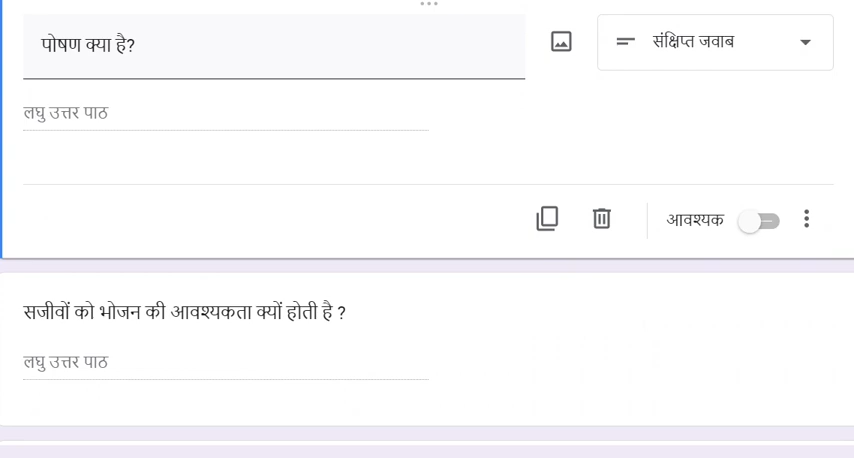 पोषण क्या है?
संक्षिप्त जवाब
लघु उत्तर पाठ
आवश्यक
सजीवों को भोजन की आवश्यकता क्यों होती है ?
लघु उत्तर पाठ